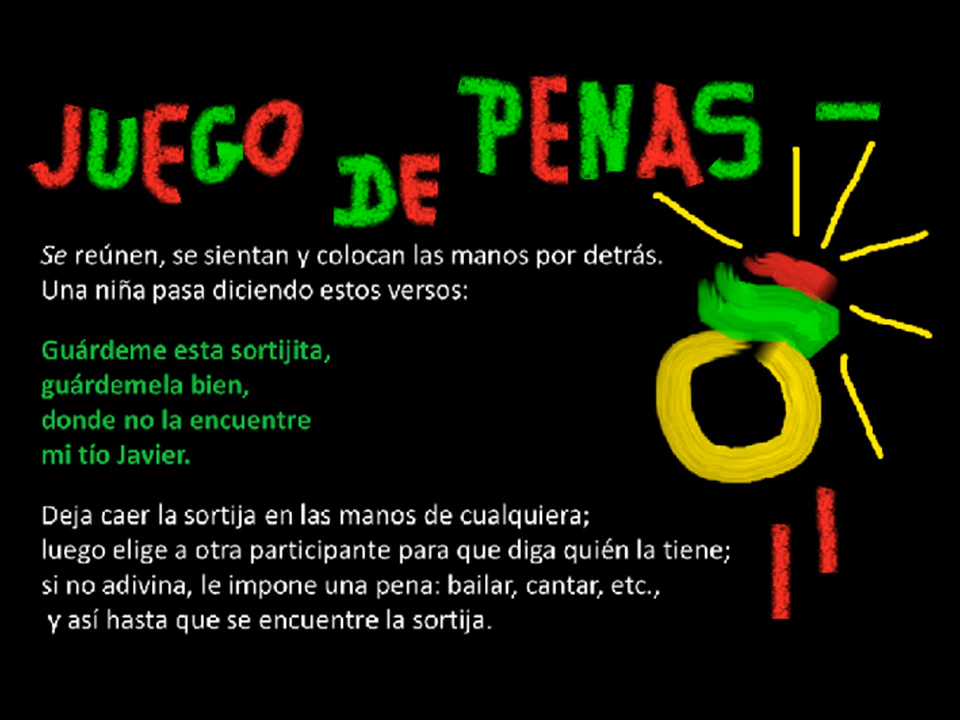 JUEGO DE PENAS -
Se reúnen, se sientan y colocan las manos por detrás.
Una niña pasa diciendo estos versos:
Guárdeme esta sortijita,
guárdemela bien,
donde no la encuentre
mi tío Javier.
Deja caer la sortija en las manos de cualquiera;
luego elige a otra participante para que diga quién la tiene;
si no adivina, le impone una pena: bailar, cantar, etc.,
y así hasta que se encuentre la sortija.